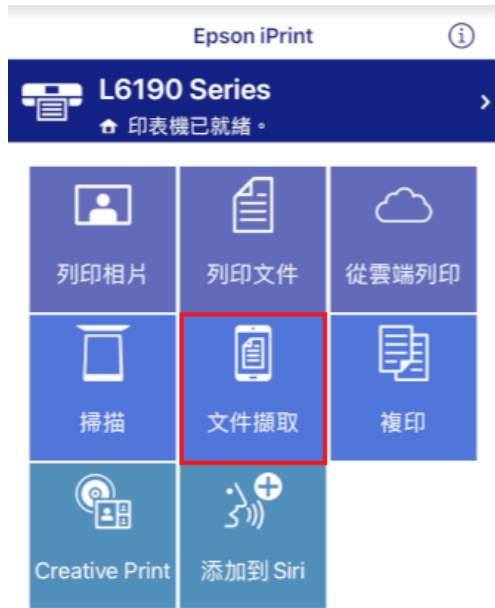 Epson iPrint
L6190 Series
印表機已就緒。
列印相片
列印文件
從雲端列印
掃描
文件擷取
複印
Creative Print
添加到 Siri